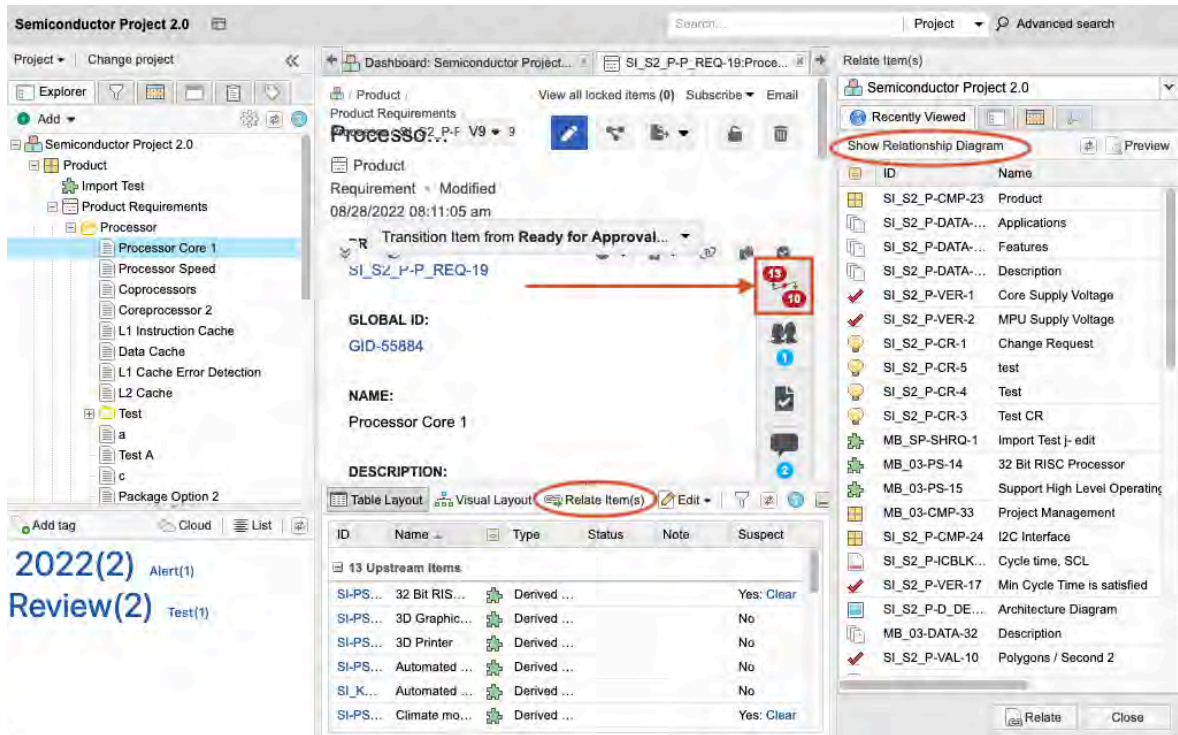 Semiconductor Project 2.0
Search...
Project
Advanced search
Project
Change project
Explorer
Add
Semiconductor Project 2.0
Product
Import Test
Product Requirements
Processor
Processor Core 1
Processor Speed
Coprocessors
Coreprocessor 2
L1 Instruction Cache
Data Cache
L1 Cache Error Detection
L2 Cache
Test
a
Test A
c
Package Option 2
Add tag Cloud List
2022(2) Alert(1)
Review(2) Test(1)
Dashboard: Semiconductor Project...
SI_S2_P-P_REQ-19:Proce...
/ Product /
View all locked items (0) Subscribe Email
Product Requirements
Processo...
V9
9
Product
Requirement • Modified
08/28/2022 08:11:05 am
Transition Item from Ready for Approval...
SI_S2_P-P_REQ-19
13
10
GLOBAL ID:
GID-55884
1
NAME:
Processor Core 1
DESCRIPTION:
2
Table Layout Visual Layout Relate Item(s) Edit
ID Name Type Status Note Suspect
13 Upstream Items
SI-PS... 32 Bit RIS... Derived ... Yes: Clear
SI-PS... 3D Graphic... Derived ... No
SI-PS... 3D Printer Derived ... No
SI-PS... Automated ... Derived ... No
SI_K... Automated ... Derived ... No
SI-PS... Climate mo... Derived ... Yes: Clear
Relate Item(s)
Semiconductor Project 2.0
Recently Viewed
Show Relationship Diagram
Preview
ID Name
SI_S2_P-CMP-23 Product
SI_S2_P-DATA-... Applications
SI_S2_P-DATA-... Features
SI_S2_P-DATA-... Description
SI_S2_P-VER-1 Core Supply Voltage
SI_S2_P-VER-2 MPU Supply Voltage
SI_S2_P-CR-1 Change Request
SI_S2_P-CR-5 test
SI_S2_P-CR-4 Test
SI_S2_P-CR-3 Test CR
MB_SP-SHRQ-1 Import Test j- edit
MB_03-PS-14 32 Bit RISC Processor
MB_03-PS-15 Support High Level Operating
MB_03-CMP-33 Project Management
SI_S2_P-CMP-24 I2C Interface
SI_S2_P-ICBLK... Cycle time, SCL
SI_S2_P-VER-17 Min Cycle Time is satisfied
SI_S2_P-D_DE... Architecture Diagram
MB_03-DATA-32 Description
SI_S2_P-VAL-10 Polygons / Second 2
Relate Close